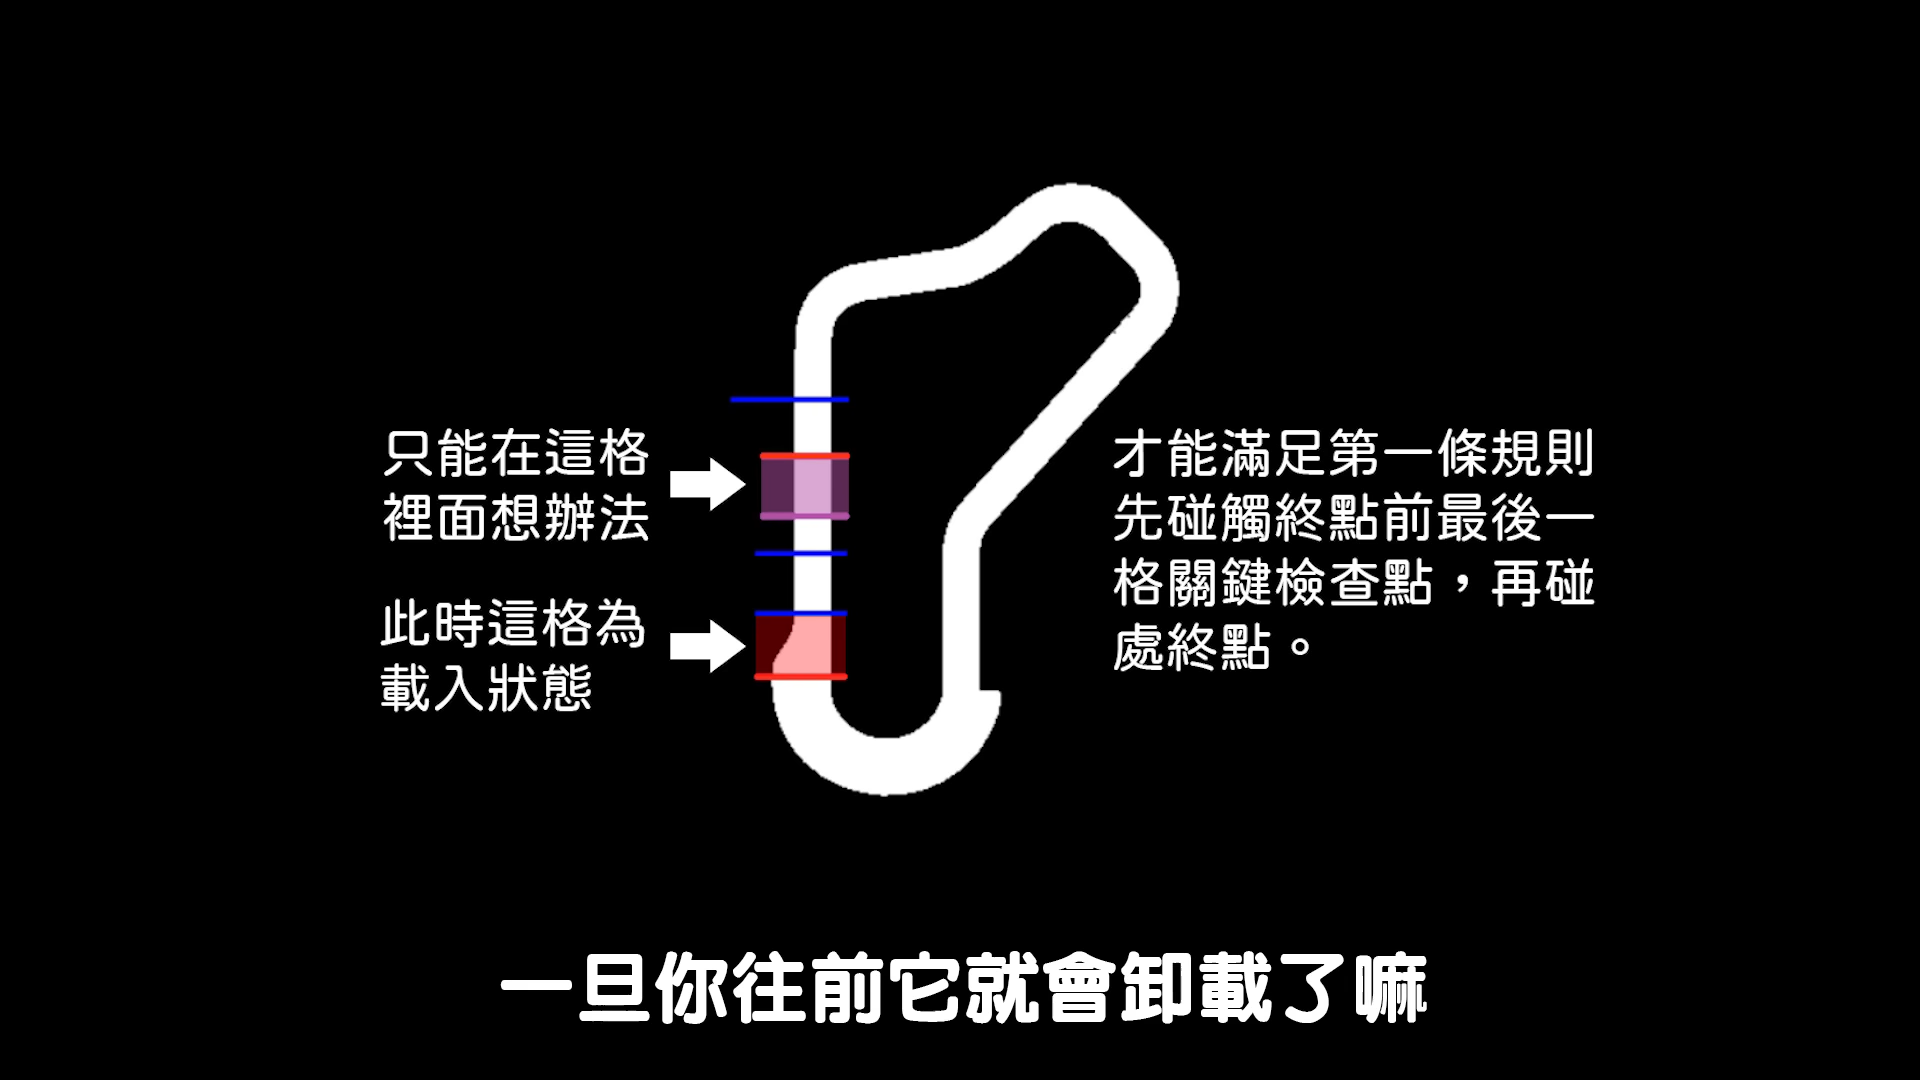 只能在這格
裡面想辦法
此時這格為
載入狀態
才能滿足第一條規則
先碰觸終點前最後一
格關鍵檢查點，再碰
處終點。
一旦你往前它就會卸載了嘛